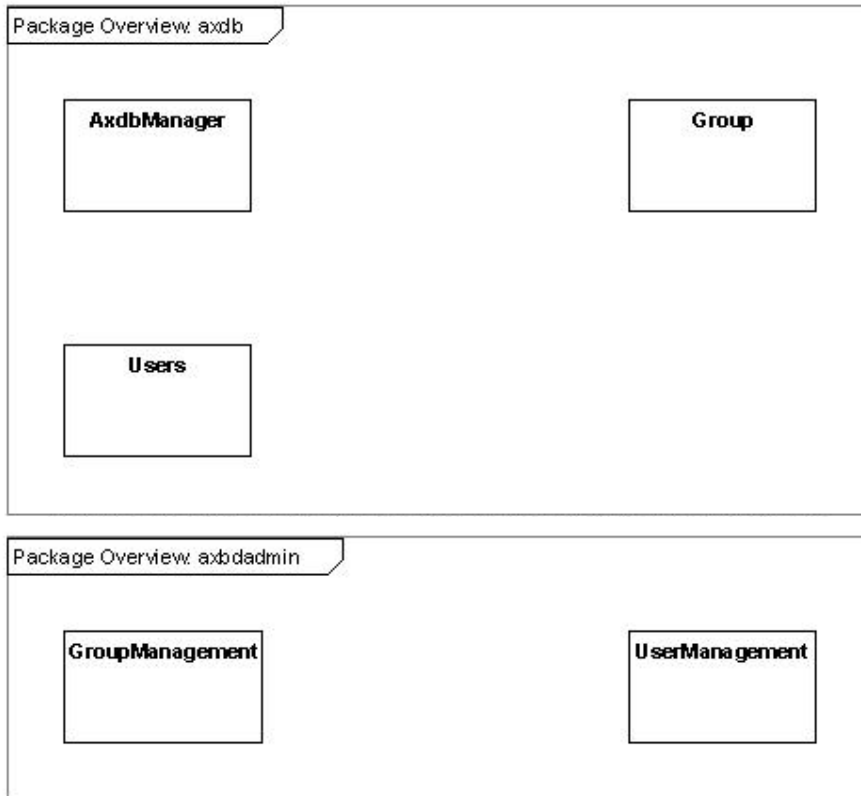 Package Overview: axdb
AxdbManager
Group
Users
Package Overview: axbdadmin
GroupManagement
UserManagement